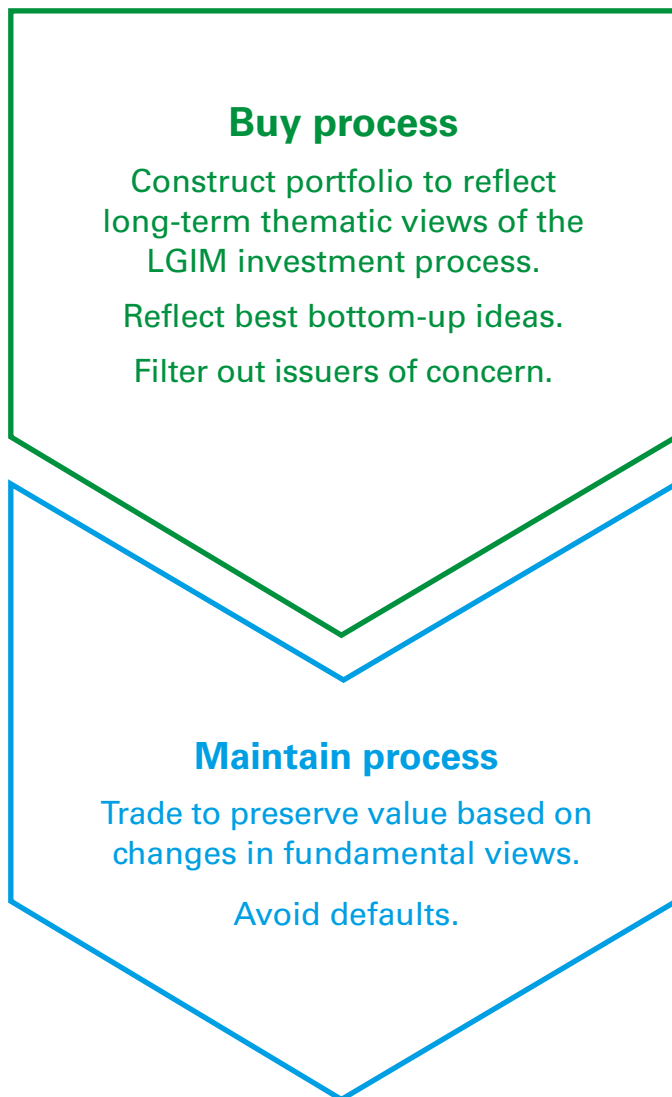 Buy process
Construct portfolio to reflect
long-term thematic views of the
LGIM investment process.
Reflect best bottom-up ideas.
Filter out issuers of concern.
Maintain process
Trade to preserve value based on
changes in fundamental views.
Avoid defaults.